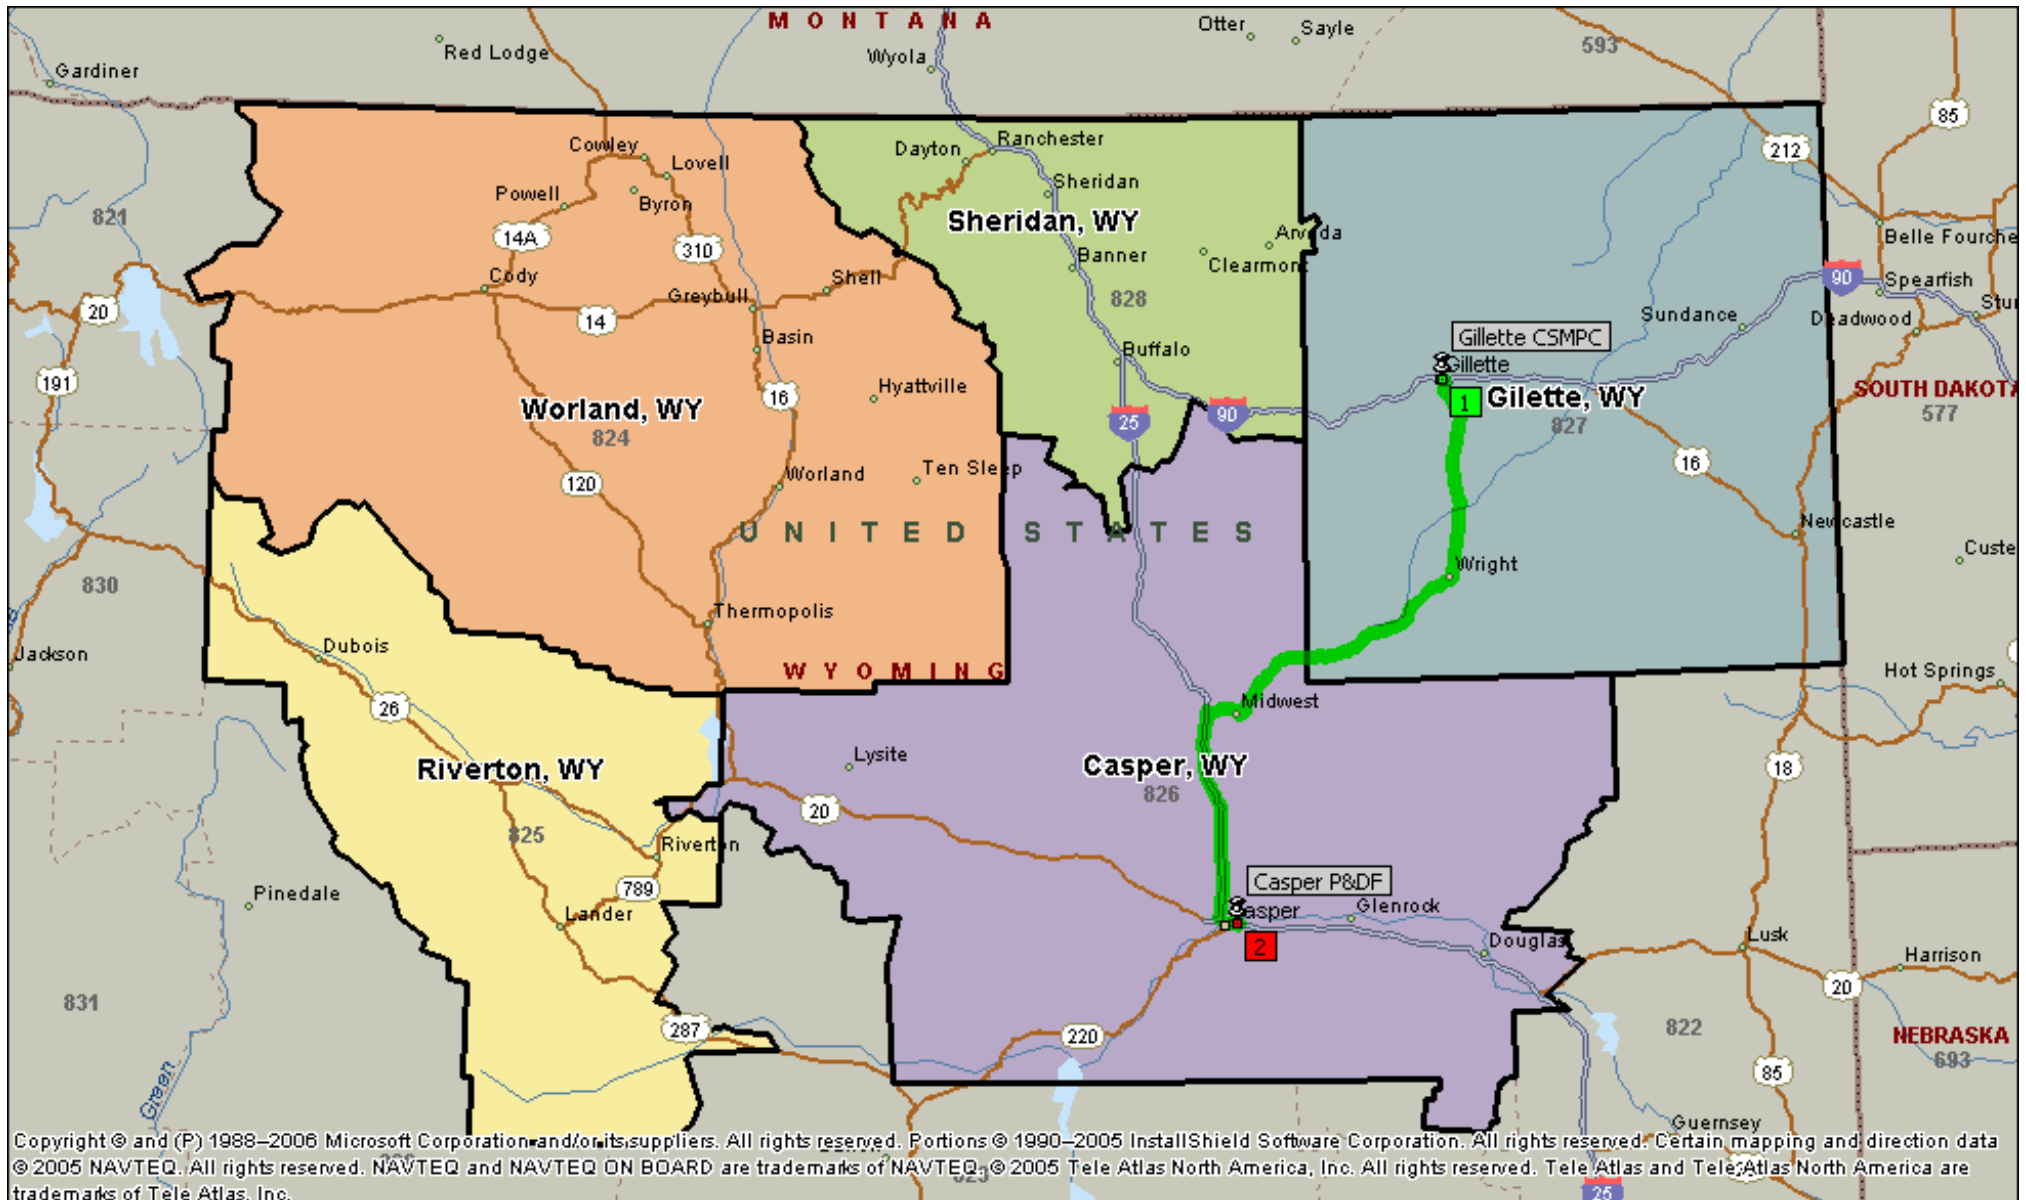 M O N T A N A
Otter
Sayle
593
Red Lodge
Wyola
Gardiner
85
212
Cowley
Lovell
Dayton
Ranchester
Powell
Byron
Sheridan
821
Sheridan, WY
14A
310
Arvada
Belle Fourche
Banner
Clearmont
Cody
Shell
90
Spearfish
828
Greybull
20
14
Sundance
Deadwood
Stur
Basin
Gillette CSMPC
Buffalo
Gillette
191
Hyattville
16
SOUTH DAKOTA
1
Gilette, WY
577
Worland, WY
824
25
90
827
Worland
Ten Sleep
16
120
UNITED STATES
Newcastle
Custe
Wright
830
Thermopolis
Dubois
Jackson
WYOMING
Hot Springs
26
Midwest
Lysite
Casper, WY
18
Riverton, WY
826
20
825
Riverton
Casper P&DF
789
Pinedale
Casper
Glenrock
Lander
2
Douglas
Lusk
Harrison
20
831
287
220
822
NEBRASKA
693
85
Green
Guernsey
Copyright © and (P) 1988–2006 Microsoft Corporation and/or its suppliers. All rights reserved. Portions © 1990–2005 InstallShield Software Corporation. All rights reserved. Certain mapping and direction data
© 2005 NAVTEQ. All rights reserved. NAVTEQ and NAVTEQ ON BOARD are trademarks of NAVTEQ. © 2005 Tele Atlas North America, Inc. All rights reserved. Tele Atlas and Tele Atlas North America are
trademarks of Tele Atlas, Inc.
25